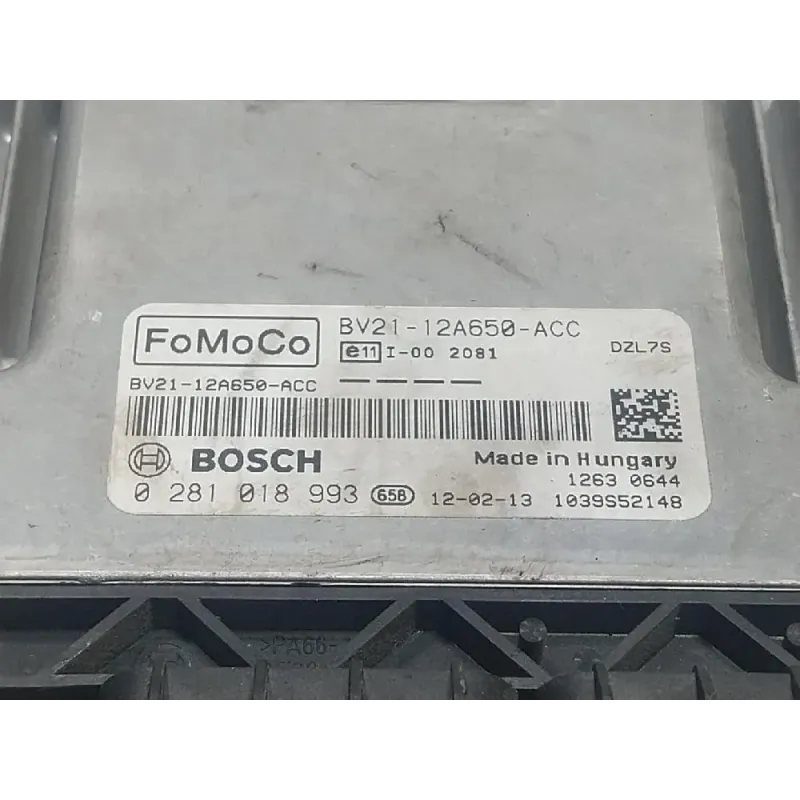 FoMoCo
BV21-12A650-ACC
e11 I-00 2081
DZL7S
BV21-12A650-ACC
BOSCH
Made in Hungary
1263 0644
0 281 018 993 658 12-02-13 1039S52148
>PA66-